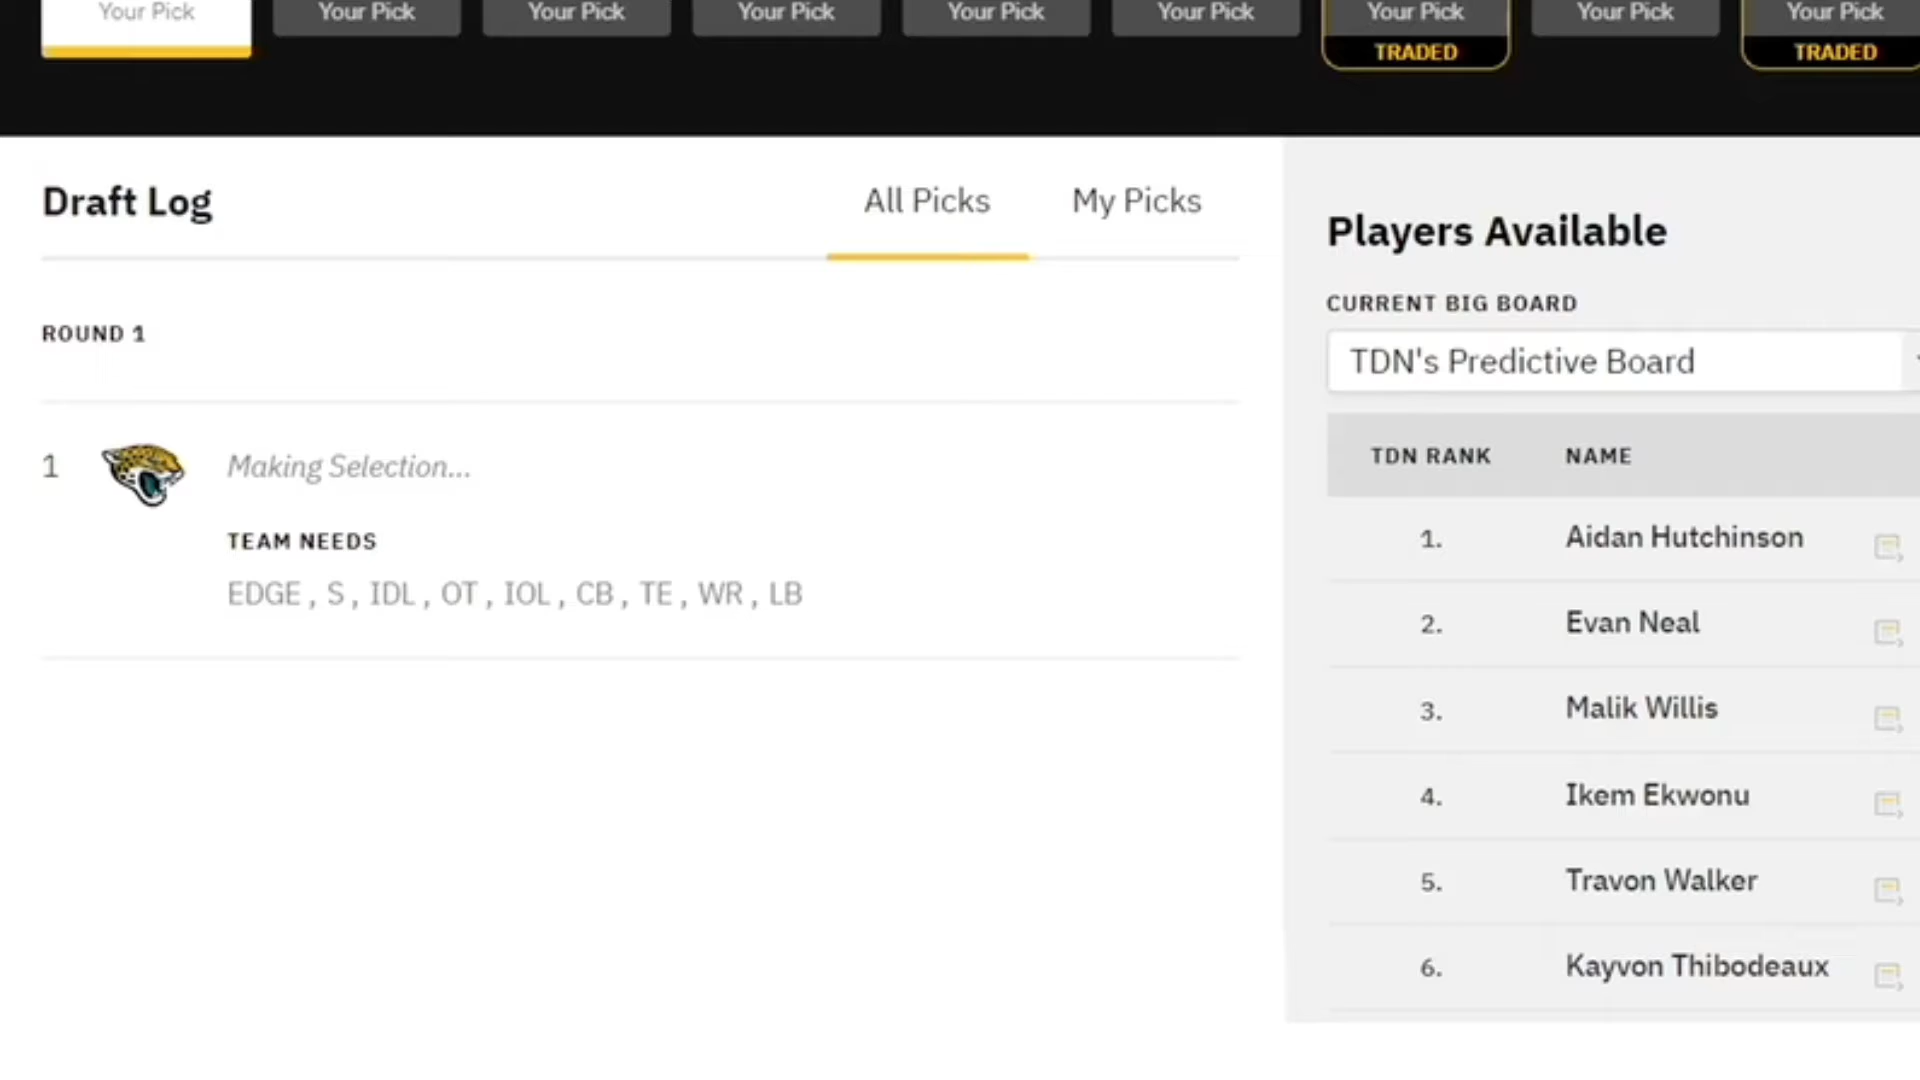 Your Pick
Your Pick
Your Pick
Your Pick
Your Pick
Your Pick
Your Pick
Your Pick
Your Pick
TRADED
TRADED
Draft Log
All Picks
My Picks
Players Available
CURRENT BIG BOARD
ROUND 1
TDN's Predictive Board
TDN RANK NAME
1
Making Selection...
TEAM NEEDS
EDGE , S , IDL , OT , IOL , CB , TE , WR , LB
1. Aidan Hutchinson
2. Evan Neal
3. Malik Willis
4. Ikem Ekwonu
5. Travon Walker
6. Kayvon Thibodeaux